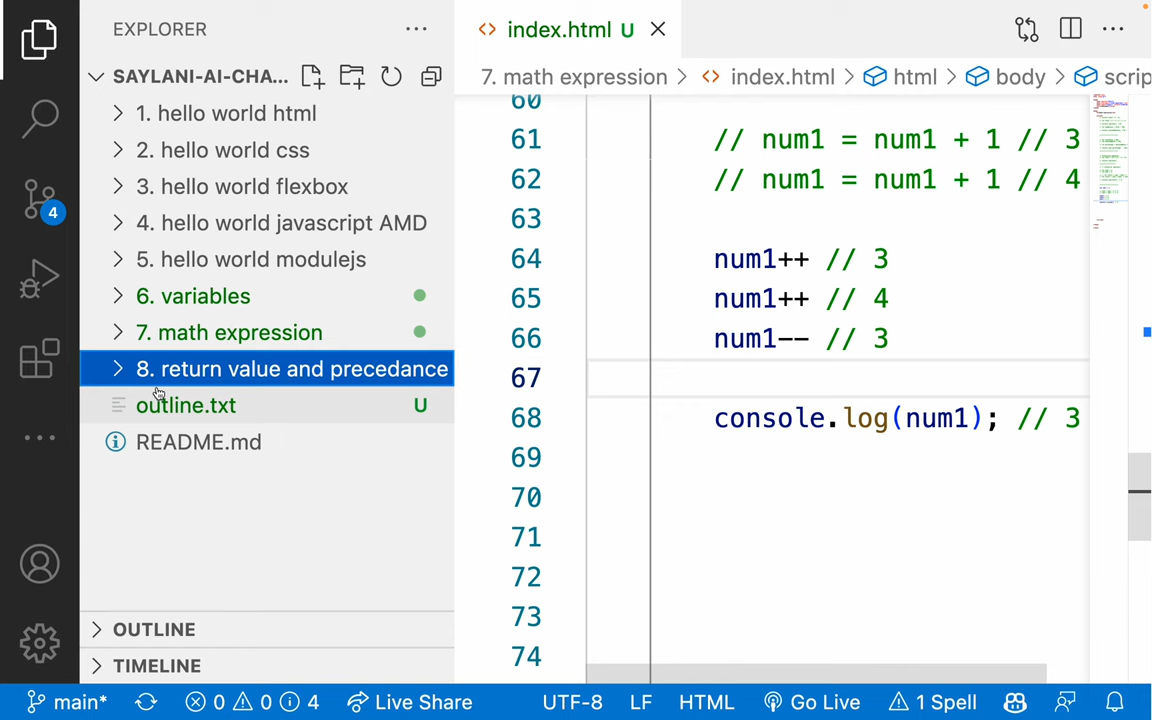 EXPLORER
SAYLANI-AI-CHA...
1. hello world html
2. hello world css
3. hello world flexbox
4. hello world javascript AMD
5. hello world modulejs
6. variables
7. math expression
8. return value and precedance
outline.txt U
README.md
OUTLINE
TIMELINE
4
index.html U
7. math expression > index.html > html > body > scrip
60
61 // num1 = num1 + 1 // 3
62 // num1 = num1 + 1 // 4
63
64 num1++ // 3
65 num1++ // 4
66 num1-- // 3
67
68 console.log(num1); // 3
69
70
71
72
73
74
main* 0 0 4 Live Share UTF-8 LF HTML Go Live 1 Spell